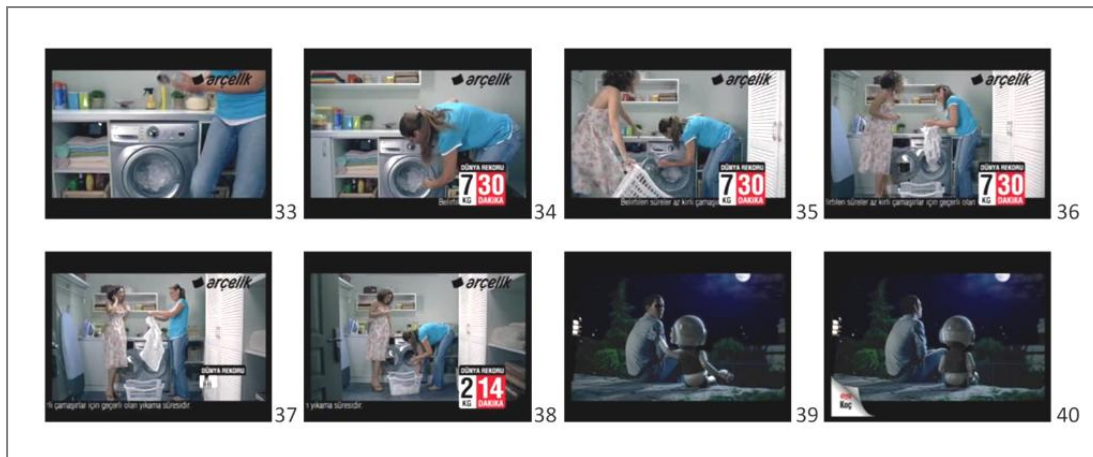 arçelik
33
arçelik
DÜNYA REKORU
7 30
KG DAKİKA
Belirti
34
arçelik
DÜNYA REKORU
7 30
KG DAKİKA
Belirtilen süreler az kirli çamaşır
35
arçelik
DÜNYA REKORU
7 30
KG DAKİKA
lirtilen süreler az kirli çamaşırlar için geçerli olan
36
arçelik
DÜNYA REKORU
rli çamaşırlar için geçerli olan yıkama süresidir.
37
arçelik
DÜNYA REKORU
2 14
KG DAKİKA
n yıkama süresidir.
38
39
Koç
40